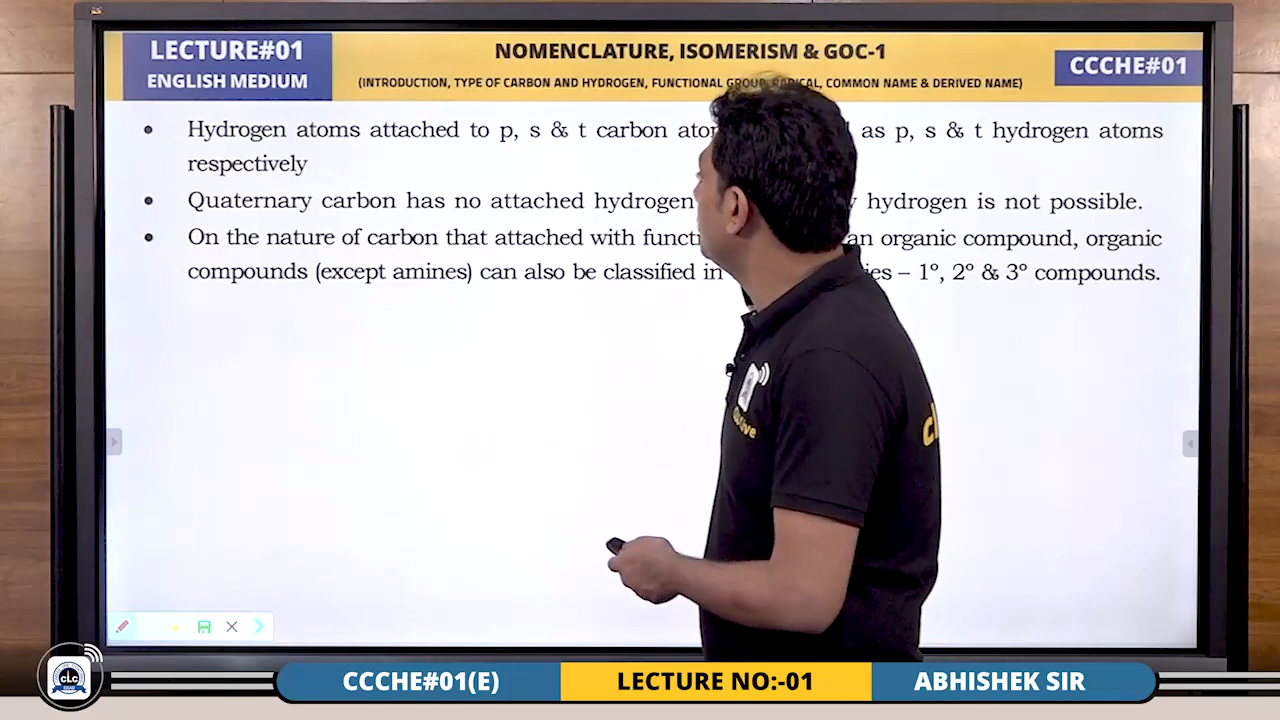 LECTURE#01
ENGLISH MEDIUM
NOMENCLATURE, ISOMERISM & GOC-1
(INTRODUCTION, TYPE OF CARBON AND HYDROGEN, FUNCTIONAL GROUP, RADICAL, COMMON NAME & DERIVED NAME)
CCCHE#01
Hydrogen atoms attached to p, s & t carbon as p, s & t hydrogen atoms
respectively
Quaternary carbon has no attached hydrogen hydrogen is not possible.
On the nature of carbon that attached with an organic compound, organic
compounds (except amines) can also be classified in – 1°, 2° & 3° compounds.
CLC
CCCHE#01(E)
LECTURE NO:-01
ABHISHEK SIR